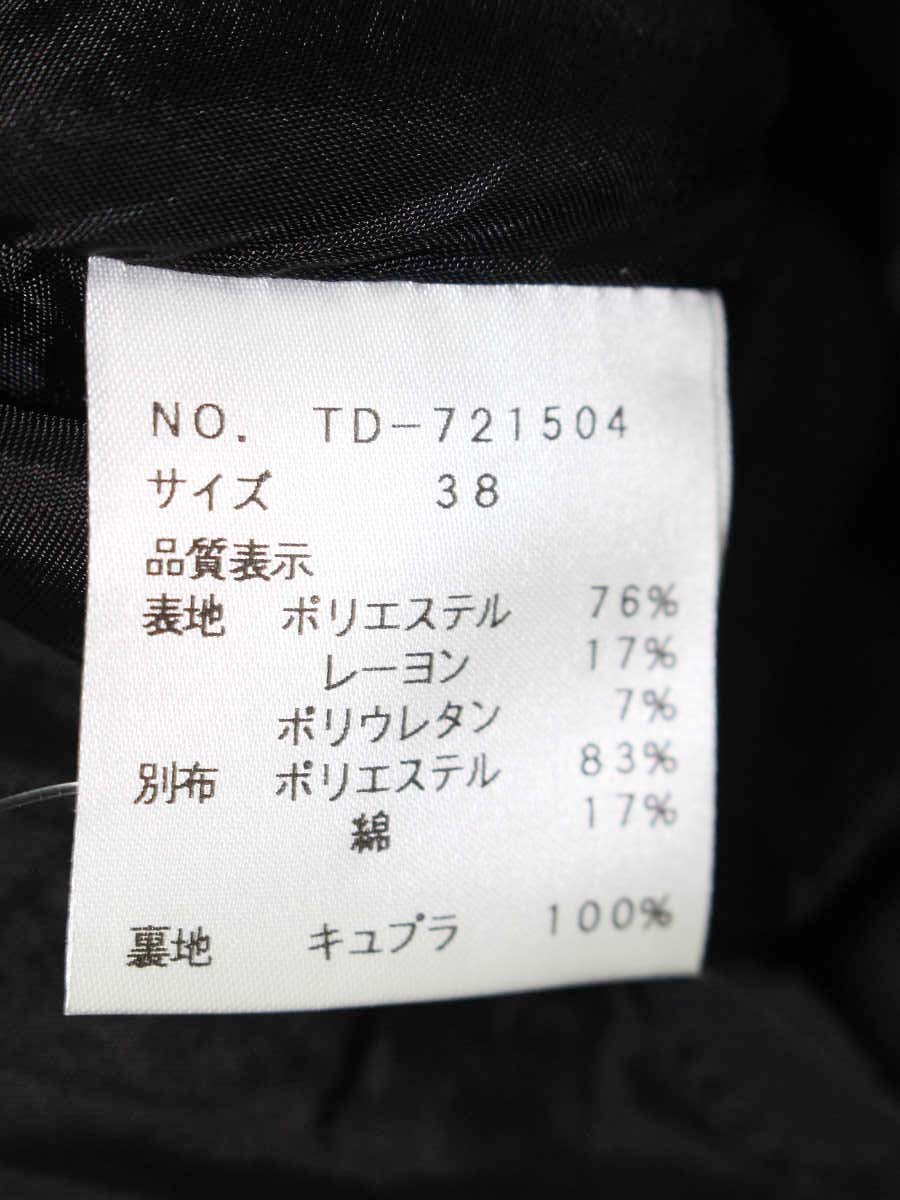 NO. TD-721504
サイズ 38
品質表示
表地 ポリエステル 76%
レーヨン 17%
ポリウレタン 7%
別布 ポリエステル 83%
綿 17%
裏地 キュプラ 100%